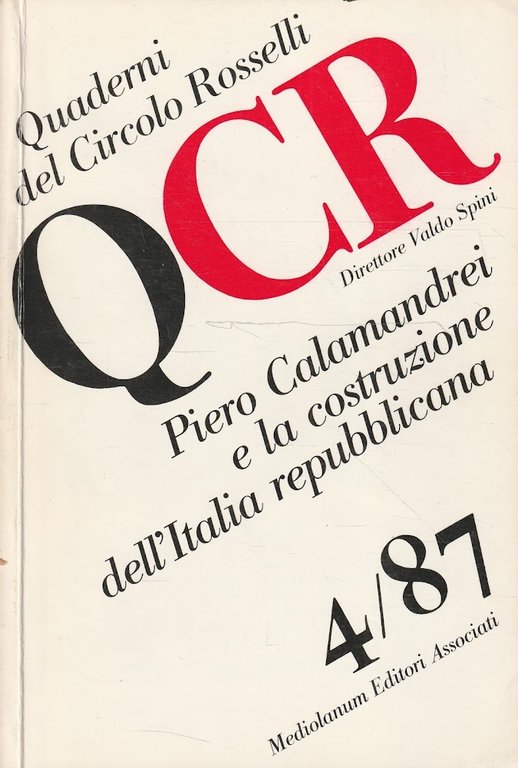 Quaderni
del Circolo Rosselli
QCR
Direttore Valdo Spini
Piero Calamandrei
e la costruzione
dell'Italia repubblicana
4/87
Mediolanum Editori Associati